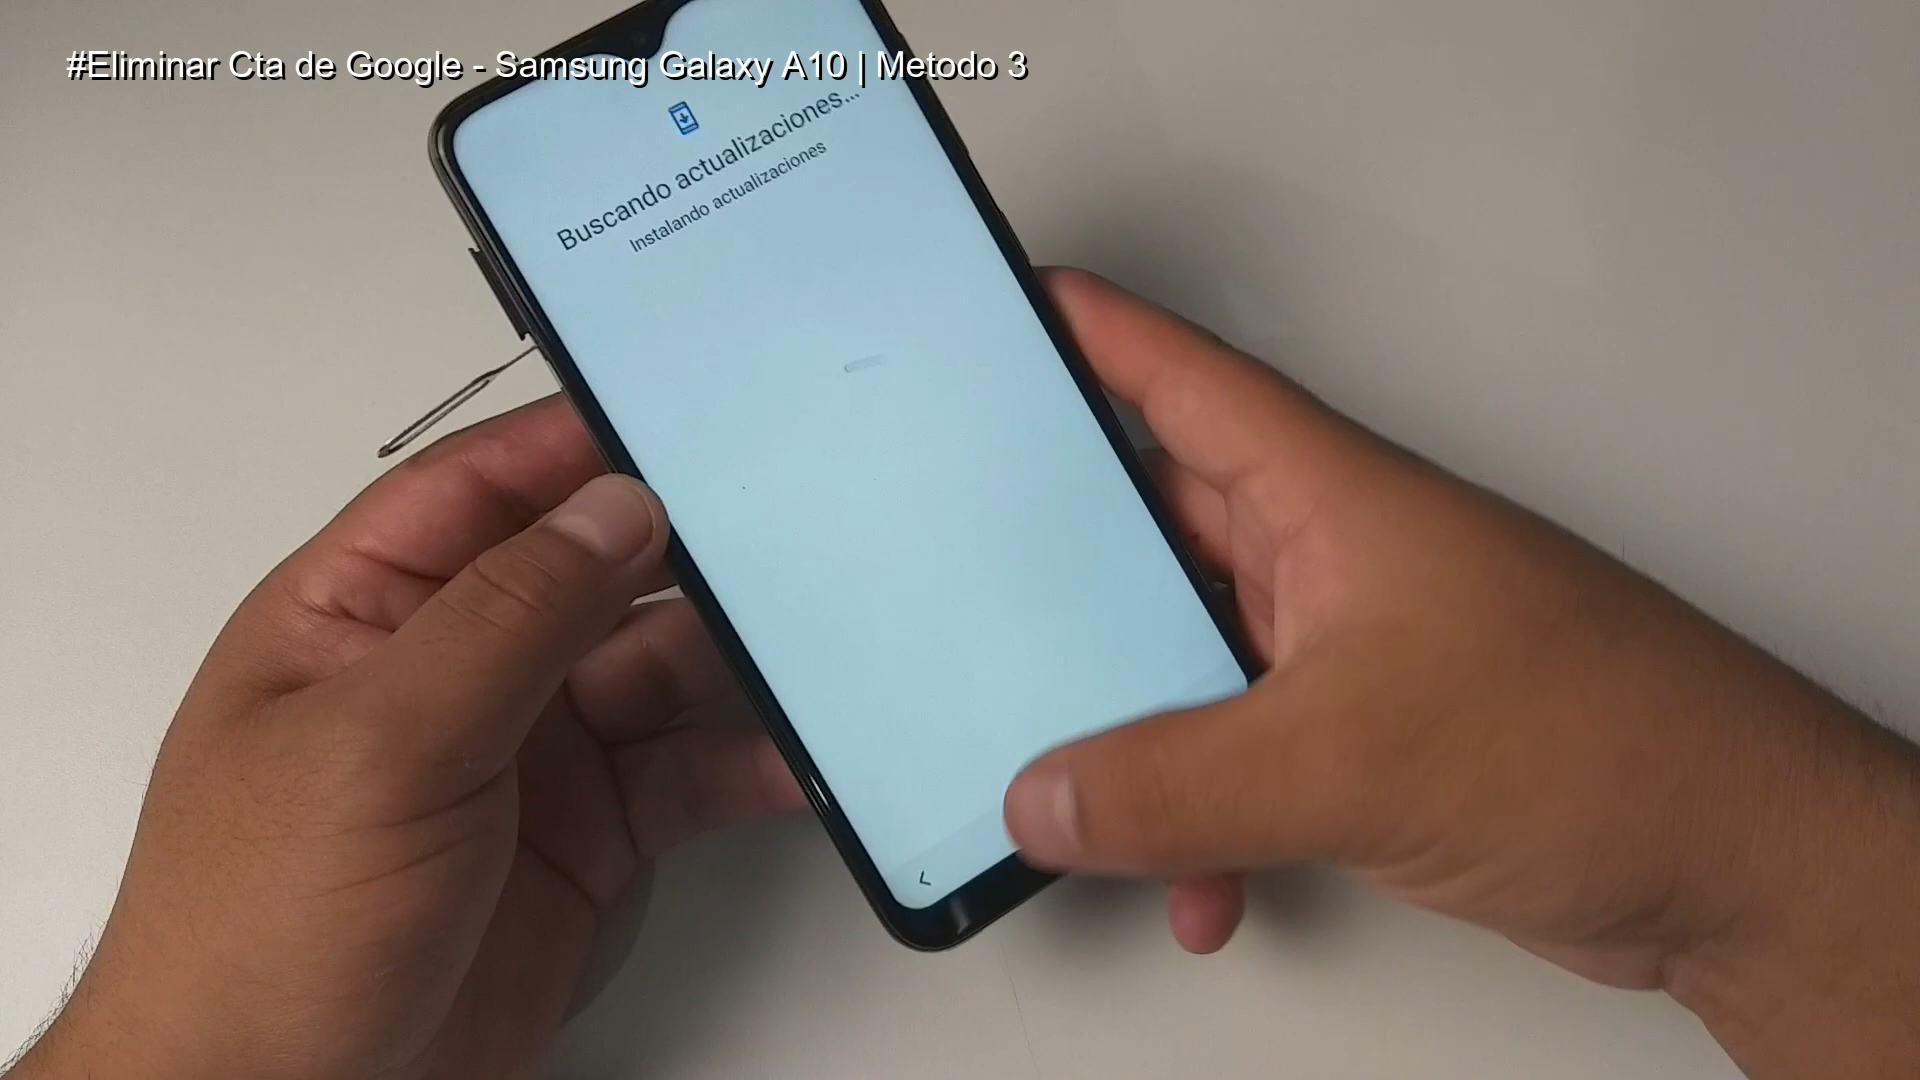 #Eliminar Cta de Google - Samsung Galaxy A10 | Metodo 3
Buscando actualizaciones...
Instalando actualizaciones